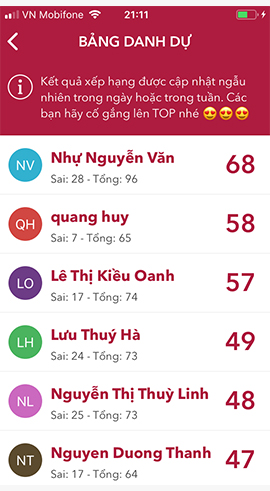 VN Mobifone 21:11
BẢNG DANH DỰ
Kết quả xếp hạng được cập nhật ngẫu
nhiên trong ngày hoặc trong tuần. Các
bạn hãy cố gắng lên TOP nhé 😍😍😍
NV Nhự Nguyễn Văn 68
Sai: 28 - Tổng: 96
QH quang huy 58
Sai: 7 - Tổng: 65
LO Lê Thị Kiều Oanh 57
Sai: 17 - Tổng: 74
LH Lưu Thuý Hà 49
Sai: 24 - Tổng: 73
NL Nguyễn Thị Thuỳ Linh 48
Sai: 25 - Tổng: 73
NT Nguyen Duong Thanh 47
Sai: 17 - Tổng: 64